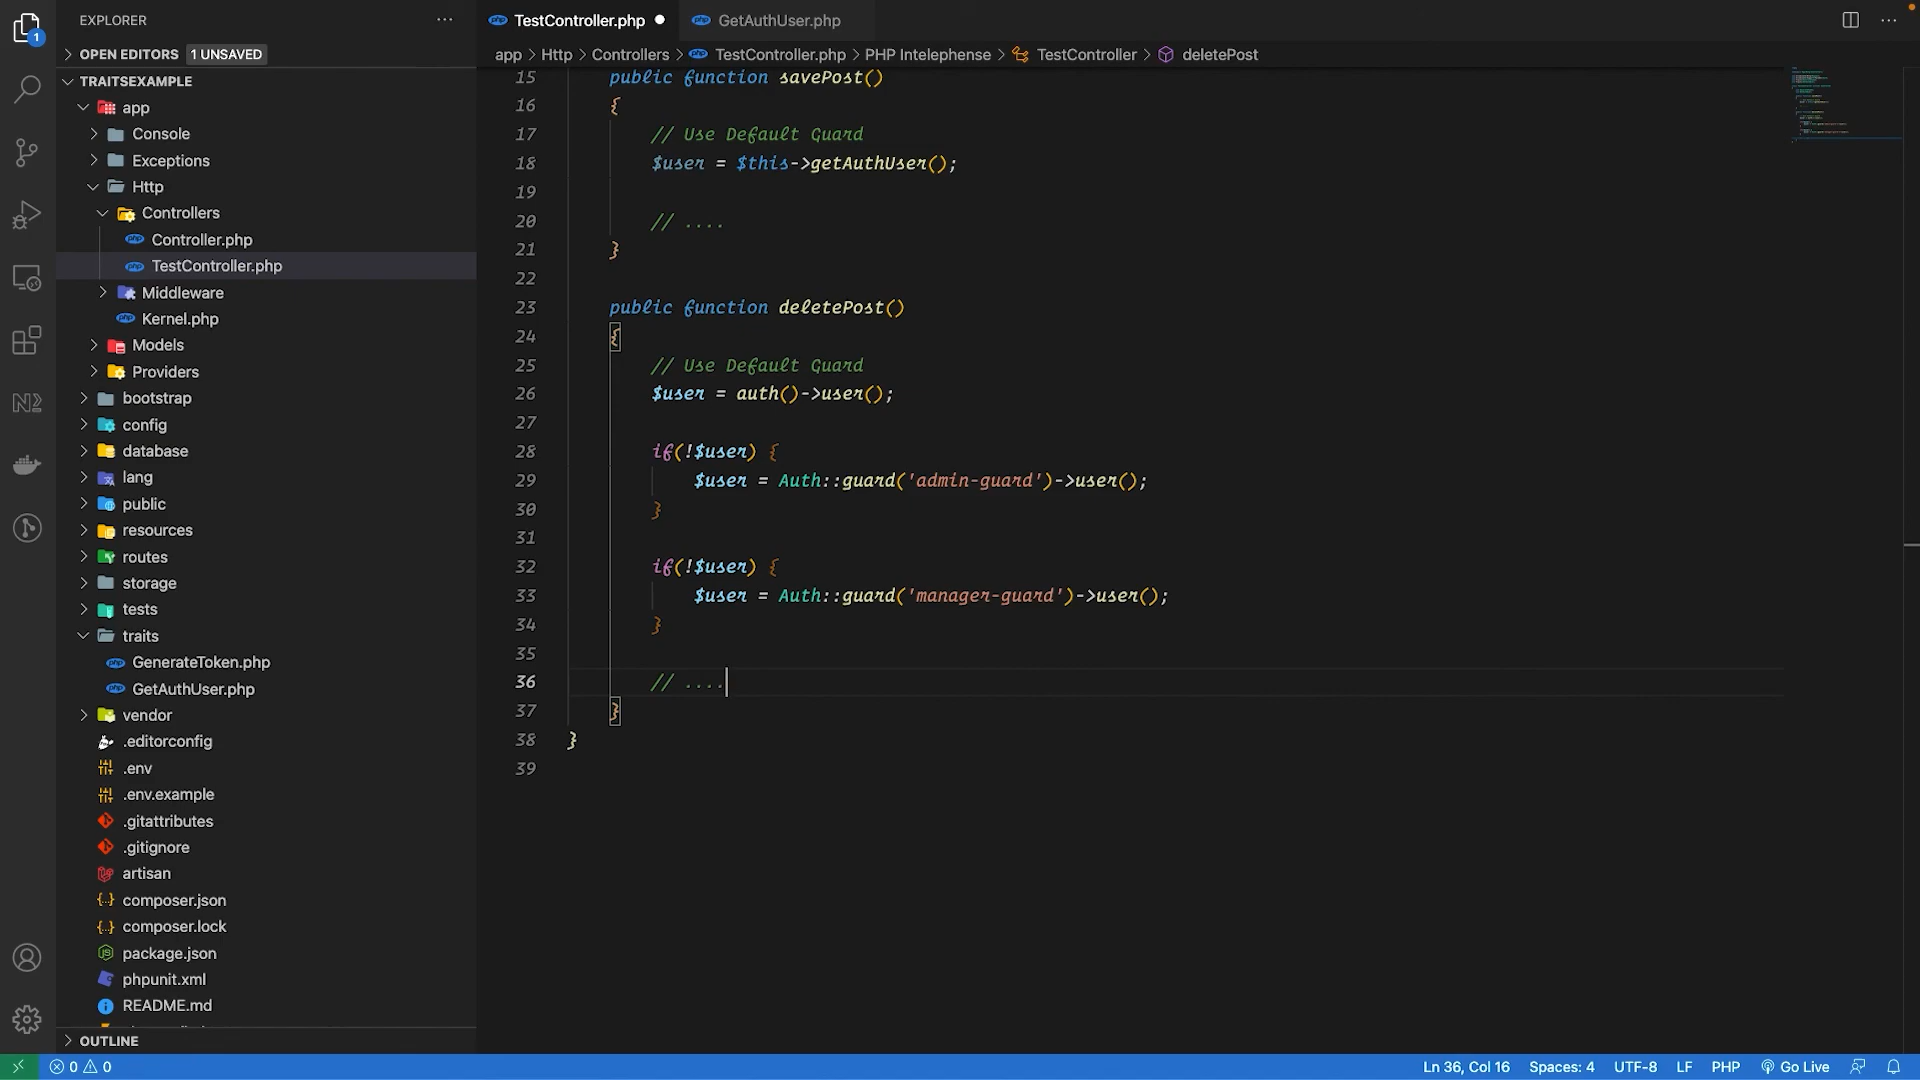 EXPLORER
OPEN EDITORS 1 UNSAVED
TRAITSEXAMPLE
app
Console
Exceptions
Http
Controllers
Controller.php
TestController.php
Middleware
Kernel.php
Models
Providers
bootstrap
config
database
lang
public
resources
routes
storage
tests
traits
GenerateToken.php
GetAuthUser.php
vendor
.editorconfig
.env
.env.example
.gitattributes
.gitignore
artisan
composer.json
composer.lock
package.json
phpunit.xml
README.md
OUTLINE
1
TestController.php
GetAuthUser.php
app > Http > Controllers > TestController.php > PHP Intelephense > TestController > deletePost
15 public function savePost()
16 {
17 // Use Default Guard
18 $user = $this->getAuthUser();
19
20 // ....
21 }
22
23 public function deletePost()
24 {
25 // Use Default Guard
26 $user = auth()->user();
27
28 if(!$user) {
29 $user = Auth::guard('admin-guard')->user();
30 }
31
32 if(!$user) {
33 $user = Auth::guard('manager-guard')->user();
34 }
35
36 // ....
37 }
38 }
39
0 0
Ln 36, Col 16 Spaces: 4 UTF-8 LF PHP Go Live